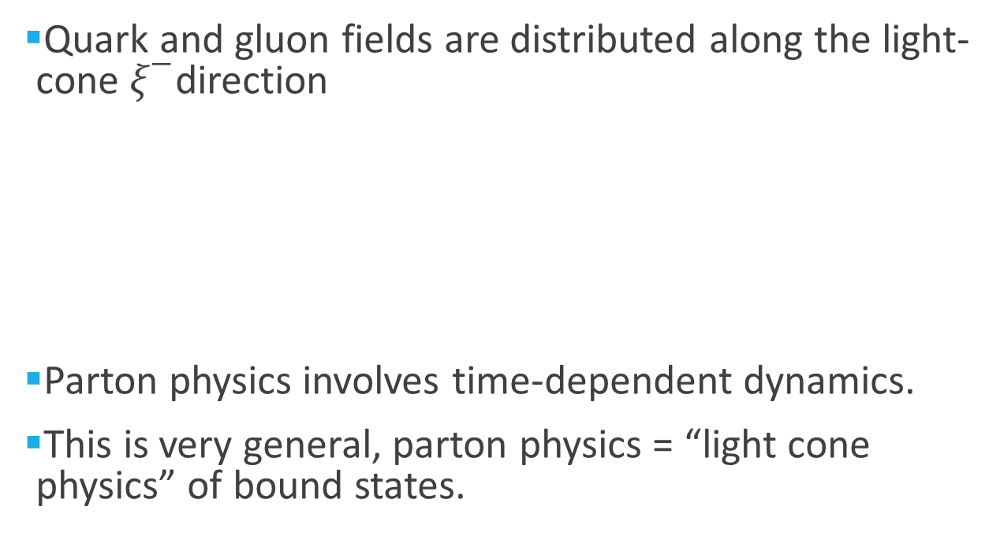 ▪Quark and gluon fields are distributed along the light-
cone ξ⁻ direction
▪Parton physics involves time-dependent dynamics.
▪This is very general, parton physics = “light cone
physics” of bound states.